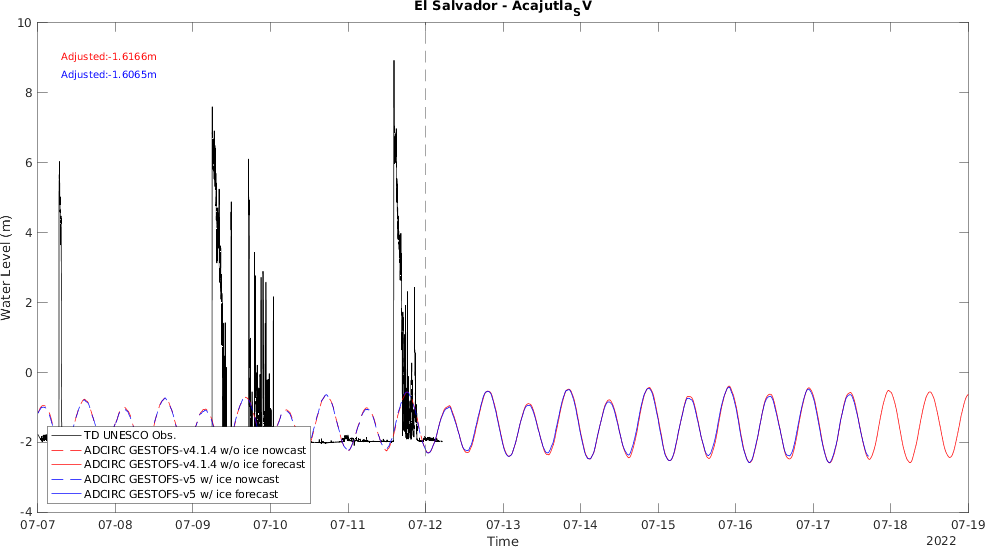 El Salvador - AcajutlaSV
Adjusted:-1.6166m
Adjusted:-1.6065m
Water Level (m)
10
8
6
4
2
0
-2
-4
TD UNESCO Obs.
ADCIRC GESTOFS-v4.1.4 w/o ice nowcast
ADCIRC GESTOFS-v4.1.4 w/o ice forecast
ADCIRC GESTOFS-v5 w/ ice nowcast
ADCIRC GESTOFS-v5 w/ ice forecast
07-07 07-08 07-09 07-10 07-11 07-12 07-13 07-14 07-15 07-16 07-17 07-18 07-19
Time
2022